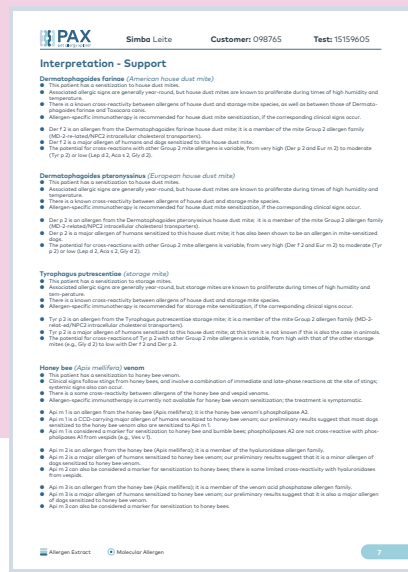 PAX
pet allergy xplorer
Simba Leite
Customer: 098765
Test: 15159605
Interpretation - Support
Dermatophagoides farinae (American house dust mite)
This patient has a sensitization to house dust mites.
Associated allergic signs are generally year-round, but house dust mites are known to proliferate during times of high humidity and
temperature.
There is a known cross-reactivity between allergens of house dust and storage mite species, as well as between those of Dermato-
phagoides farinae and Toxocara canis.
Allergen-specific immunotherapy is recommended for house dust mite sensitization, if the corresponding clinical signs occur.
Der f 2 is an allergen from the Dermatophagoides farinae house dust mite; it is a member of the mite Group 2 allergen family
(MD-2-related/NPC2 intracellular cholesterol transporters).
Der f 2 is a major allergen of humans and dogs sensitized to this house dust mite.
The potential for cross-reactions with other Group 2 mite allergens is variable, from very high (Der p 2 and Eur m 2) to moderate
(Tyr p 2) or low (Lep d 2, Aca s 2, Gly d 2).
Dermatophagoides pteronyssinus (European house dust mite)
This patient has a sensitization to house dust mites.
Associated allergic signs are generally year-round, but house dust mites are known to proliferate during times of high humidity and
temperature.
There is a known cross-reactivity between allergens of house dust and storage mite species.
Allergen-specific immunotherapy is recommended for house dust mite sensitization, if the corresponding clinical signs occur.
Der p 2 is an allergen from the Dermatophagoides pteronyssinus house dust mite; it is a member of the mite Group 2 allergen family
(MD-2-related/NPC2 intracellular cholesterol transporters).
Der p 2 is a major allergen of humans sensitized to this house dust mite; it has also been shown to be an allergen in mite-sensitized
dogs.
The potential for cross-reactions with other Group 2 mite allergens is variable, from very high (Der f 2 and Eur m 2) to moderate (Tyr
p 2) or low (Lep d 2, Aca s 2, Gly d 2).
Tyrophagus putrescentiae (storage mite)
This patient has a sensitization to storage mites.
Associated allergic signs are generally year-round, but storage mites are known to proliferate during times of high humidity and
tem-perature.
There is a known cross-reactivity between allergens of house dust and storage mite species.
Allergen-specific immunotherapy is recommended for storage mite sensitization, if the corresponding clinical signs occur.
Tyr p 2 is an allergen from the Tyrophagus putrescentiae storage mite; it is a member of the mite Group 2 allergen family (MD-2-
relat-ed/NPC2 intracellular cholesterol transporters).
Tyr p 2 is a major allergen of humans sensitized to this house dust mite; at this time it is not known if this is also the case in animals.
The potential for cross-reactions of Tyr p 2 with other Group 2 mite allergens is variable, from high with that of the other storage
mites (e.g., Gly d 2) to low with Der f 2 and Der p 2.
Honey bee (Apis mellifera) venom
This patient has a sensitization to honey bee venom.
Clinical signs follow stings from honey bees, and involve a combination of immediate and late-phase reactions at the site of stings;
systemic signs also can occur.
There is a some cross-reactivity between allergens of the honey bee and vespid venoms.
Allergen-specific immunotherapy is currently not available for honey bee venom sensitization; the treatment is symptomatic.
Api m 1 is an allergen from the honey bee (Apis mellifera); it is the honey bee venom's phospholipase A2.
Api m 1 is a CCD-carrying major allergen of humans sensitized to honey bee venom; our preliminary results suggest that most dogs
sensitized to the honey bee venom also are sensitized to Api m 1.
Api m 1 is considered a marker for sensitization to honey and bumble bees; phospholipases A2 are not cross-reactive with phos-
pholipases A1 from vespids (e.g., Ves v 1).
Api m 2 is an allergen from the honey bee (Apis mellifera); it is a member of the hyaluronidase allergen family.
Api m 2 is a major allergen of humans sensitized to honey bee venom; our preliminary results suggest that it is a minor allergen of
dogs sensitized to honey bee venom.
Api m 2 can also be considered a marker for sensitization to honey bees; there is some limited cross-reactivity with hyaluronidases
from vespids.
Api m 3 is an allergen from the honey bee (Apis mellifera); it is a member of the venom acid phosphatase allergen family.
Api m 3 is a major allergen of humans sensitized to honey bee venom; our preliminary results suggest that it is also a major allergen
of dogs sensitized to honey bee venom.
Api m 3 can also be considered a marker for sensitization to honey bees.
Allergen Extract
Molecular Allergen
7